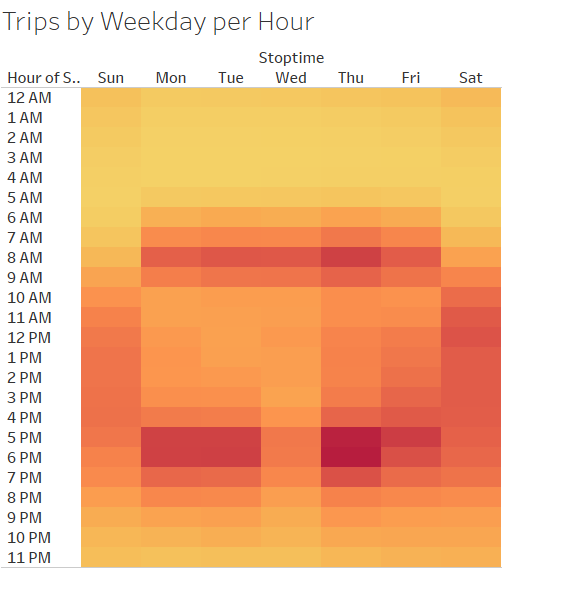 Trips by Weekday per Hour
Stoptime
Hour of S.. Sun Mon Tue Wed Thu Fri Sat
12 AM
1 AM
2 AM
3 AM
4 AM
5 AM
6 AM
7 AM
8 AM
9 AM
10 AM
11 AM
12 PM
1 PM
2 PM
3 PM
4 PM
5 PM
6 PM
7 PM
8 PM
9 PM
10 PM
11 PM